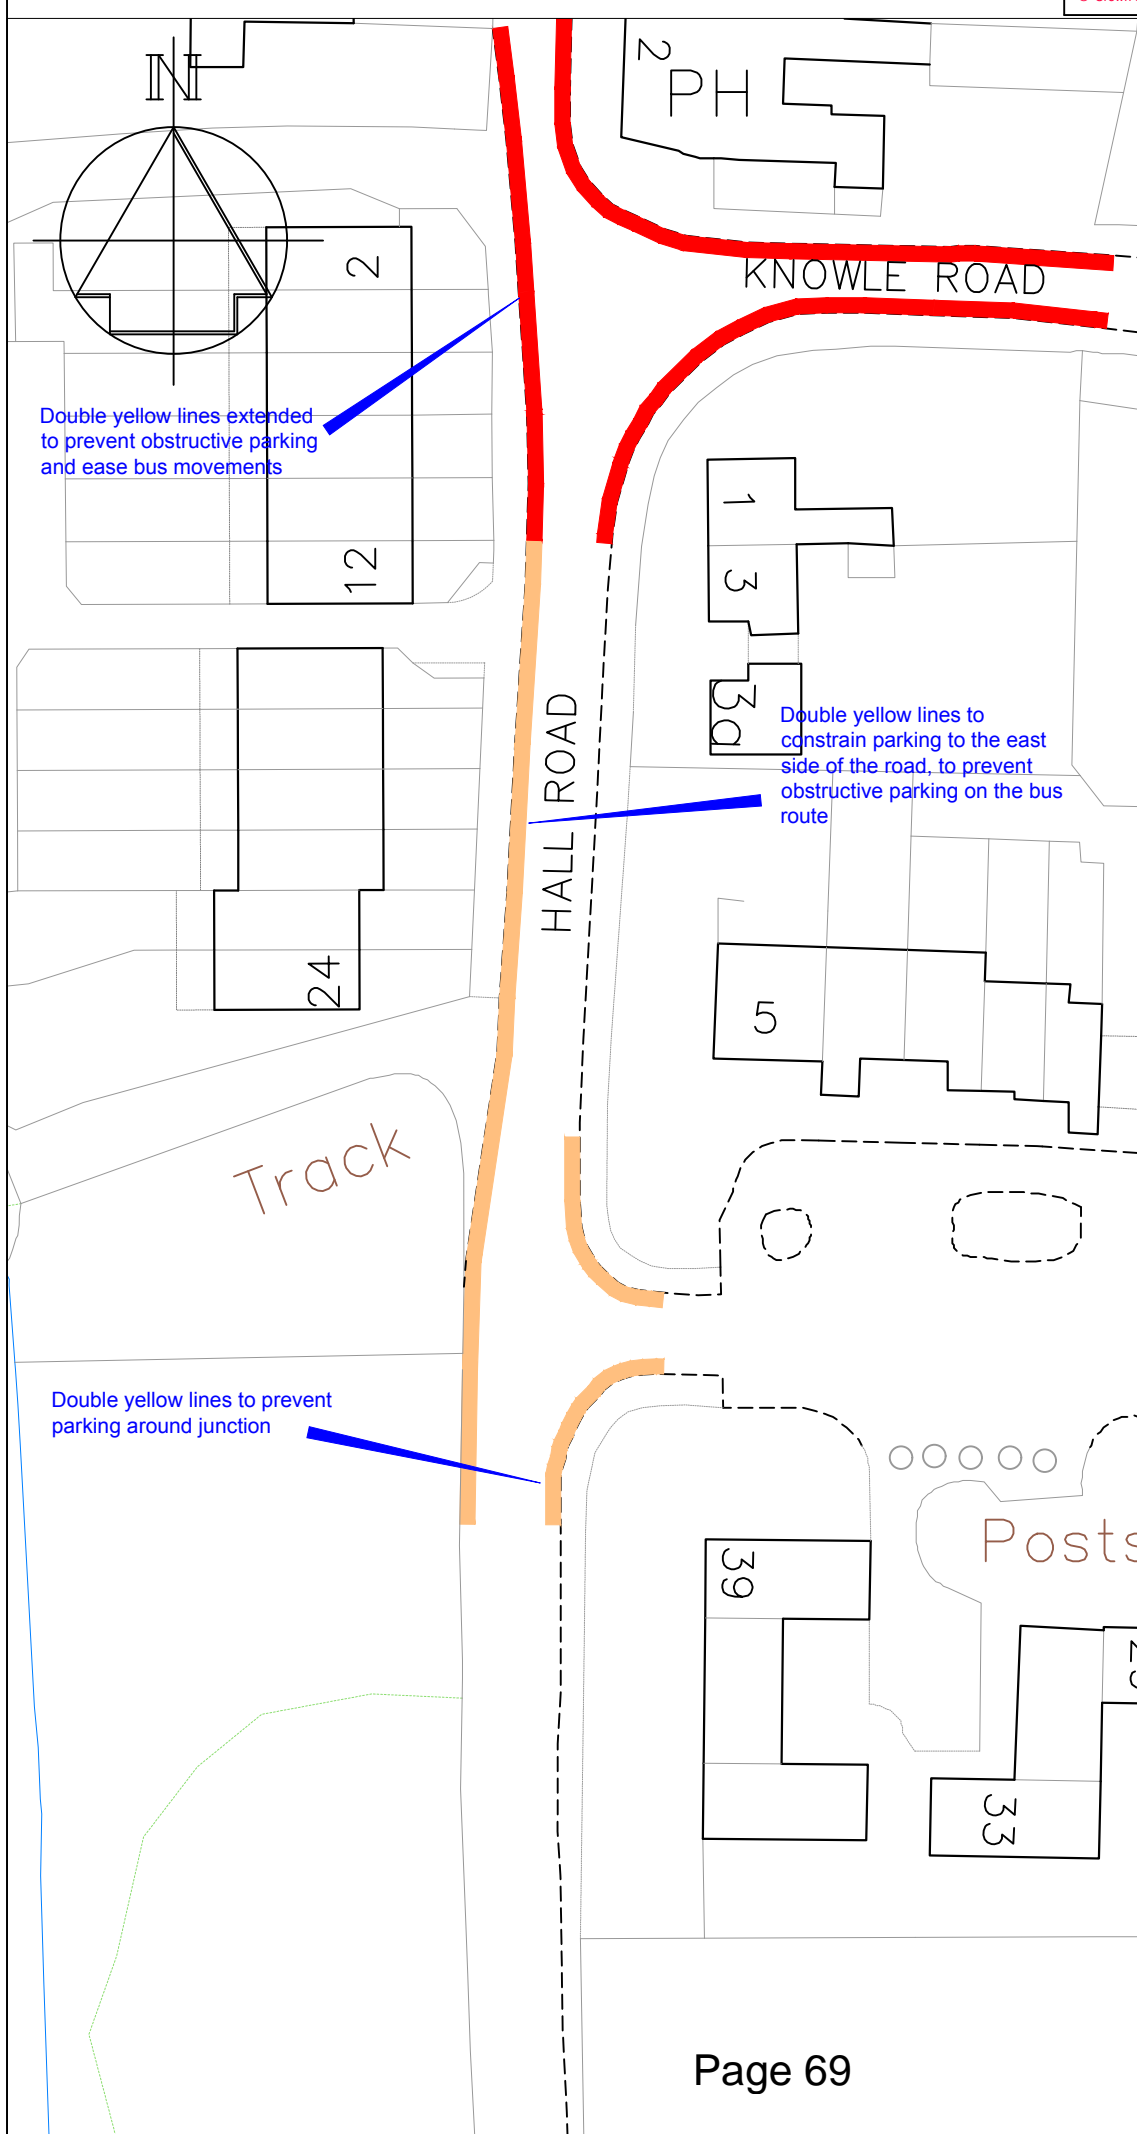 N
2
PH
KNOWLE ROAD
2
Double yellow lines extended
to prevent obstructive parking
and ease bus movements
1
12
3
3a
HALL ROAD
Double yellow lines to
constrain parking to the east
side of the road, to prevent
obstructive parking on the bus
route
24
5
Track
Double yellow lines to prevent
parking around junction
Posts
39
33
Page 69